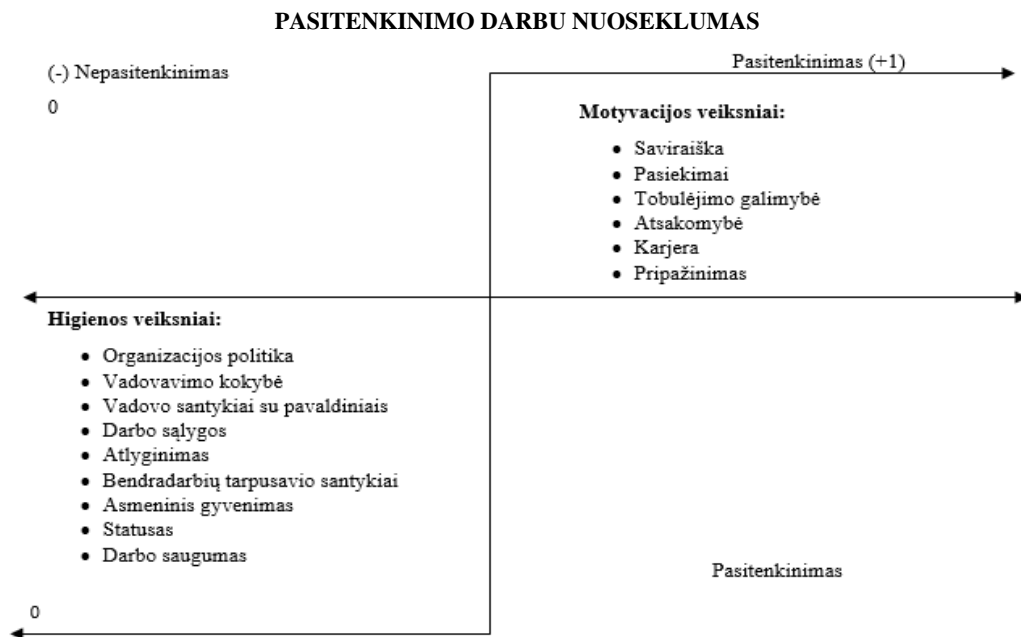 PASITENKINIMO DARBU NUOSEKLUMAS
(-) Nepasitenkinimas
Pasitenkinimas (+1)
0
Motyvacijos veiksniai:
• Saviraiška
• Pasiekimai
• Tobulėjimo galimybė
• Atsakomybė
• Karjera
• Pripažinimas
Higienos veiksniai:
• Organizacijos politika
• Vadovavimo kokybė
• Vadovo santykiai su pavaldiniais
• Darbo sąlygos
• Atlyginimas
• Bendradarbių tarpusavio santykiai
• Asmeninis gyvenimas
• Statusas
• Darbo saugumas
Pasitenkinimas
0